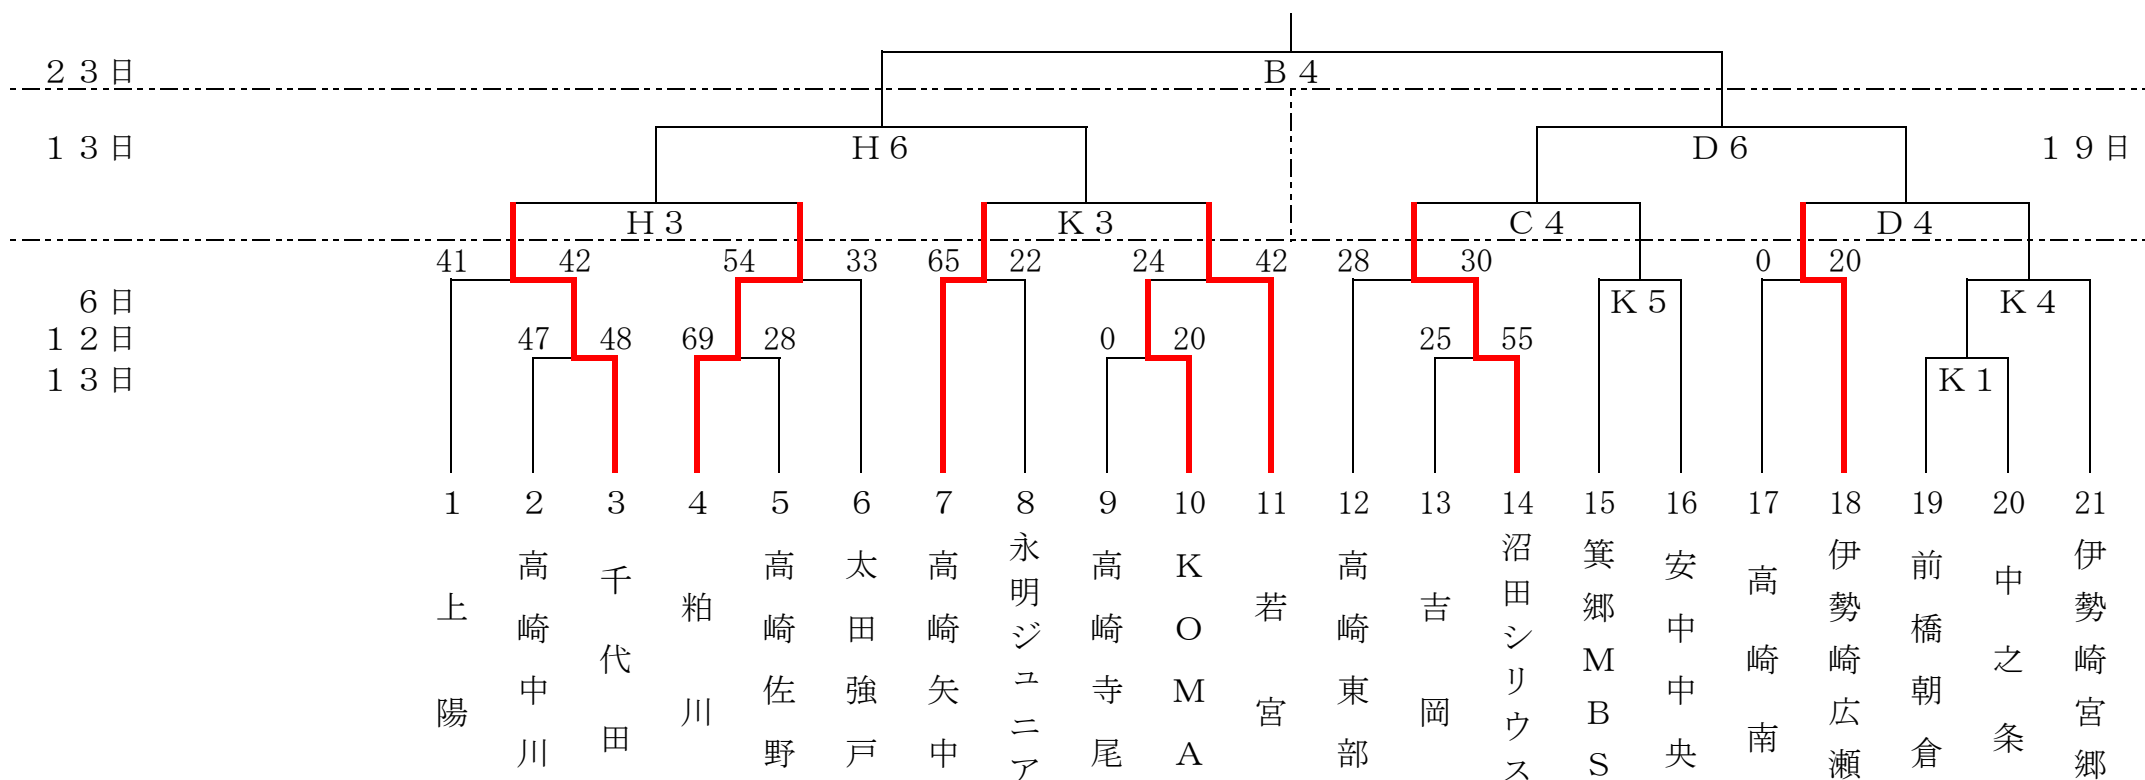 ２３日
Ｂ４
１３日
Ｈ６
Ｄ６
１９日
Ｈ３
Ｋ３
Ｃ４
Ｄ４
41 42 54 33 65 22 24 42 28 30 0 20
６日
Ｋ５
Ｋ４
１２日
47 48 69 28 0 20 25 55
１３日
Ｋ１
1 2 3 4 5 6 7 8 9 10 11 12 13 14 15 16 17 18 19 20 21
上陽
高崎中川
千代田
粕川
高崎佐野
太田強戸
高崎矢中
永明ジュニア
高崎寺尾
ＫＯＭＡ
若宮
高崎東部
吉岡
沼田シリウス
箕郷ＭＢＳ
安中中央
高崎南
伊勢崎広瀬
前橋朝倉
中之条
伊勢崎宮郷